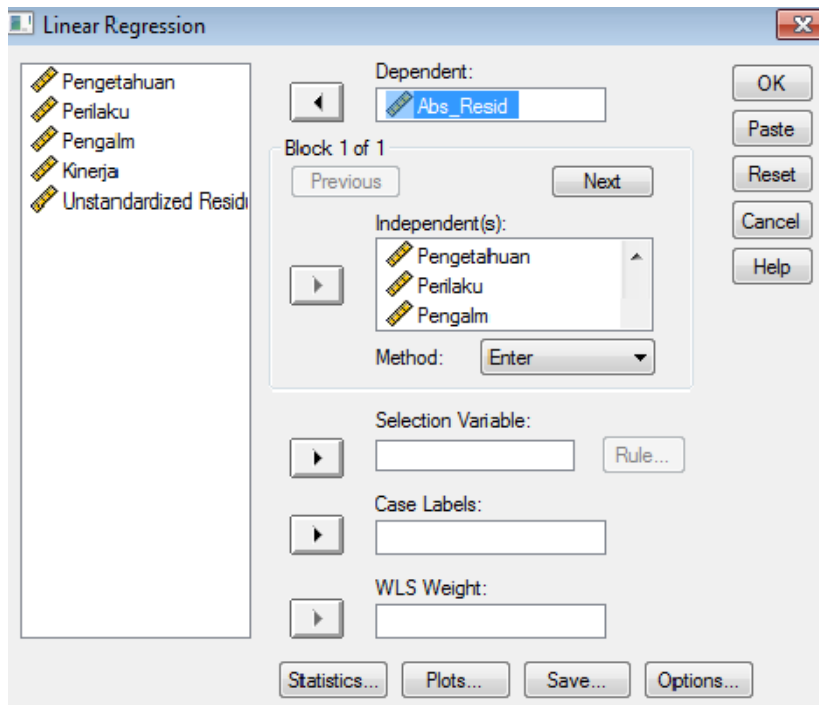 Linear Regression
Pengetahuan
Perilaku
Pengalm
Kinerja
Unstandardized Resid
Dependent:
Abs_Resid
Block 1 of 1
Previous
Next
Independent(s):
Pengetahuan
Perilaku
Pengalm
Method:
Enter
Selection Variable:
Rule...
Case Labels:
WLS Weight:
Statistics...
Plots...
Save...
Options...
OK
Paste
Reset
Cancel
Help